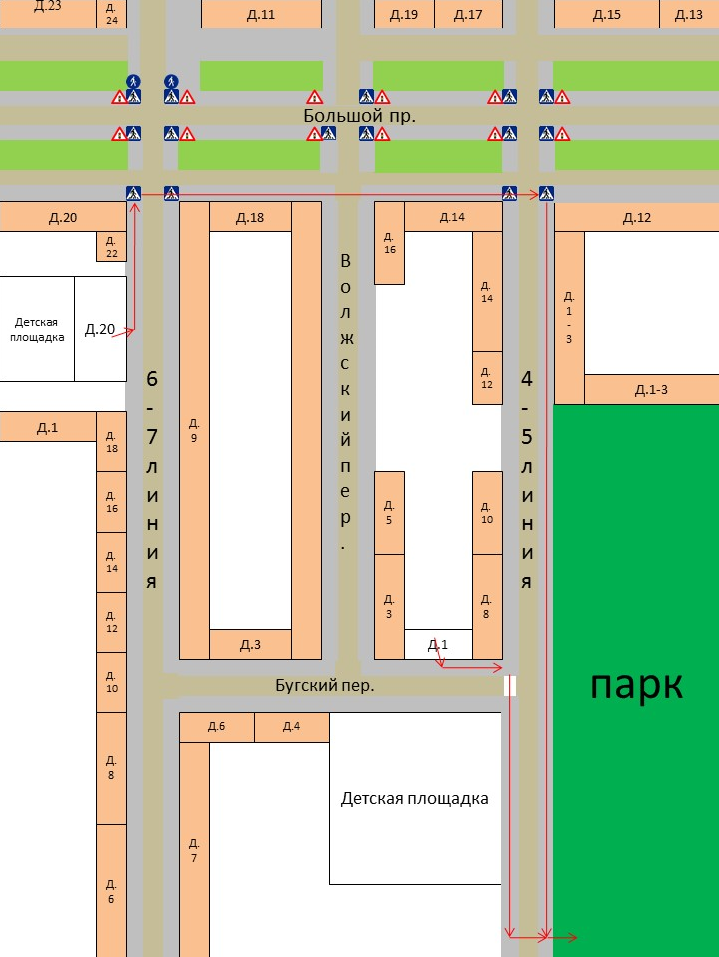 Д.23
Д.
24
Д.11
Д.19
Д.17
Д.15
Д.13
Большой пр.
Д.20
Д.18
Д.14
Д.12
Д.
22
Д.
16
Детская
площадка
Д.20
Волжский пер.
Д.
14
Д.
1
-
3
Д.
12
6-7 линия
4-5 линия
Д.1-3
Д.1
Д.
18
Д.
9
Д.
16
Д.
5
Д.
10
Д.
14
Д.
12
Д.
3
Д.
8
Д.3
Д.1
Д.
10
Бугский пер.
парк
Д.6
Д.4
Д.
8
Детская площадка
Д.
7
Д.
6